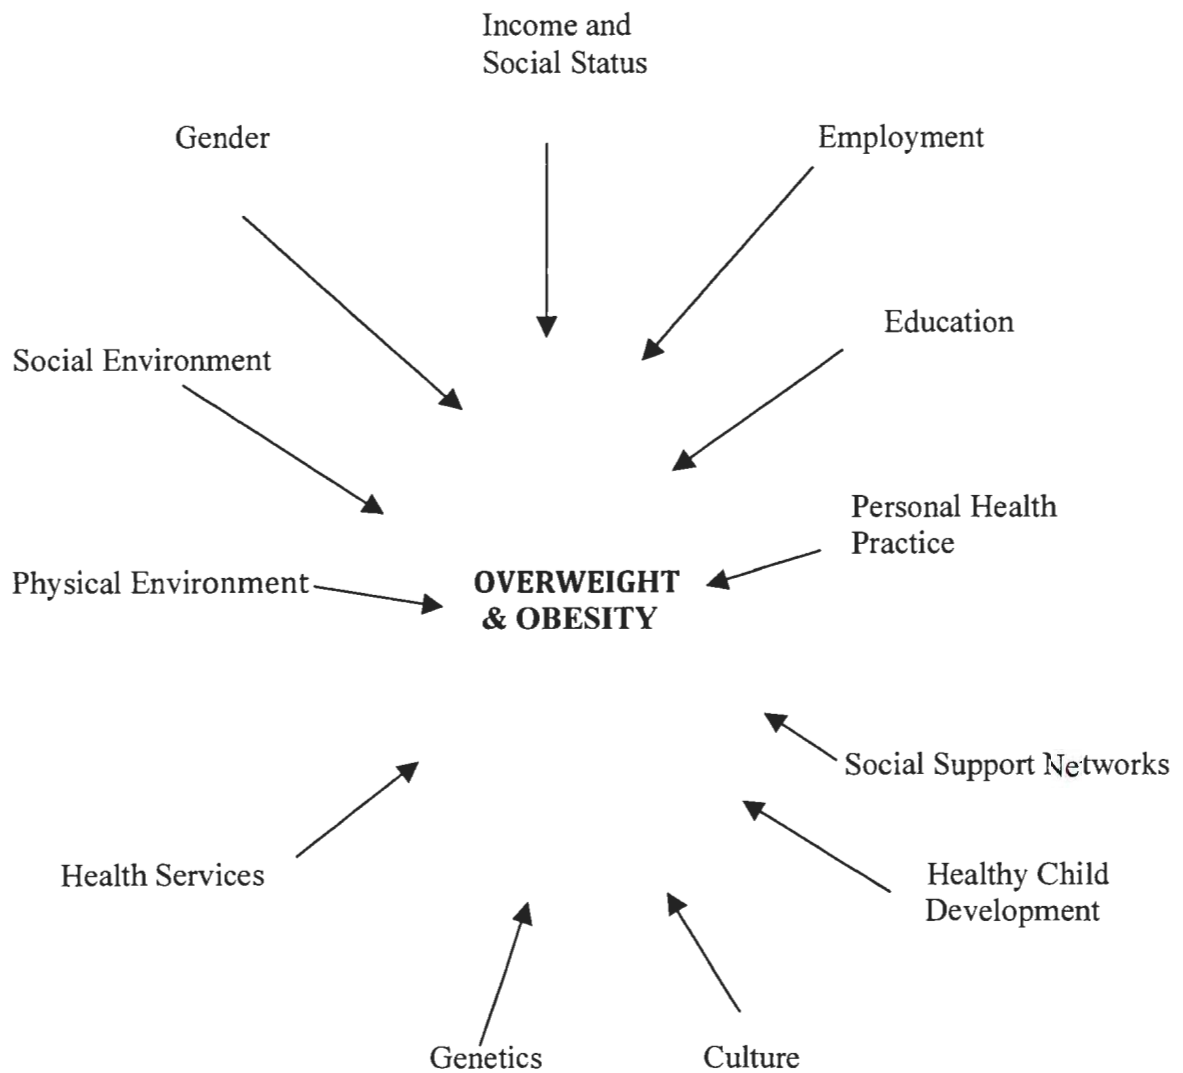 Income and
Social Status
Gender
Employment
Education
Social Environment
Personal Health
Practice
Physical Environment
OVERWEIGHT
& OBESITY
Social Support Networks
Health Services
Healthy Child
Development
Genetics
Culture